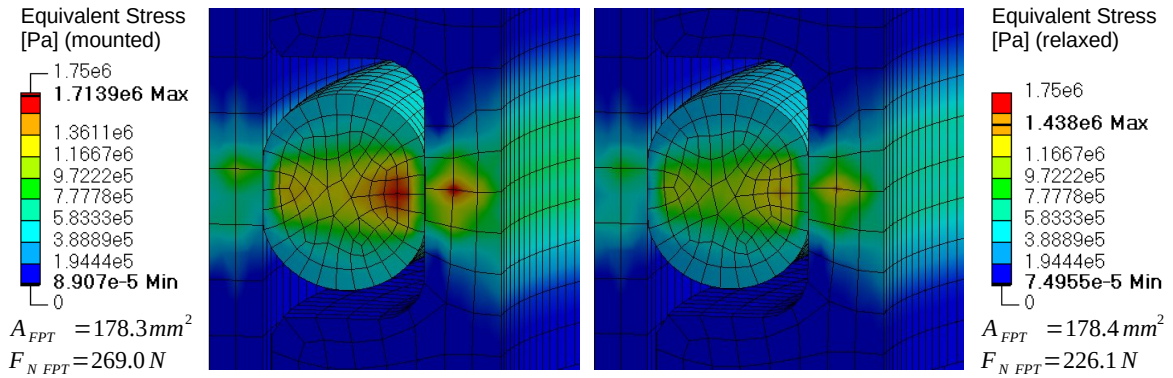 Equivalent Stress
[Pa] (mounted)
1.75e6
1.7139e6 Max
1.3611e6
1.1667e6
9.7222e5
7.7778e5
5.8333e5
3.8889e5
1.9444e5
8.907e-5 Min
0
A_FPT = 178.3 mm²
F_N FPT = 269.0 N
Equivalent Stress
[Pa] (relaxed)
1.75e6
1.438e6 Max
1.1667e6
9.7222e5
7.7778e5
5.8333e5
3.8889e5
1.9444e5
7.4955e-5 Min
0
A_FPT = 178.4 mm²
F_N FPT = 226.1 N